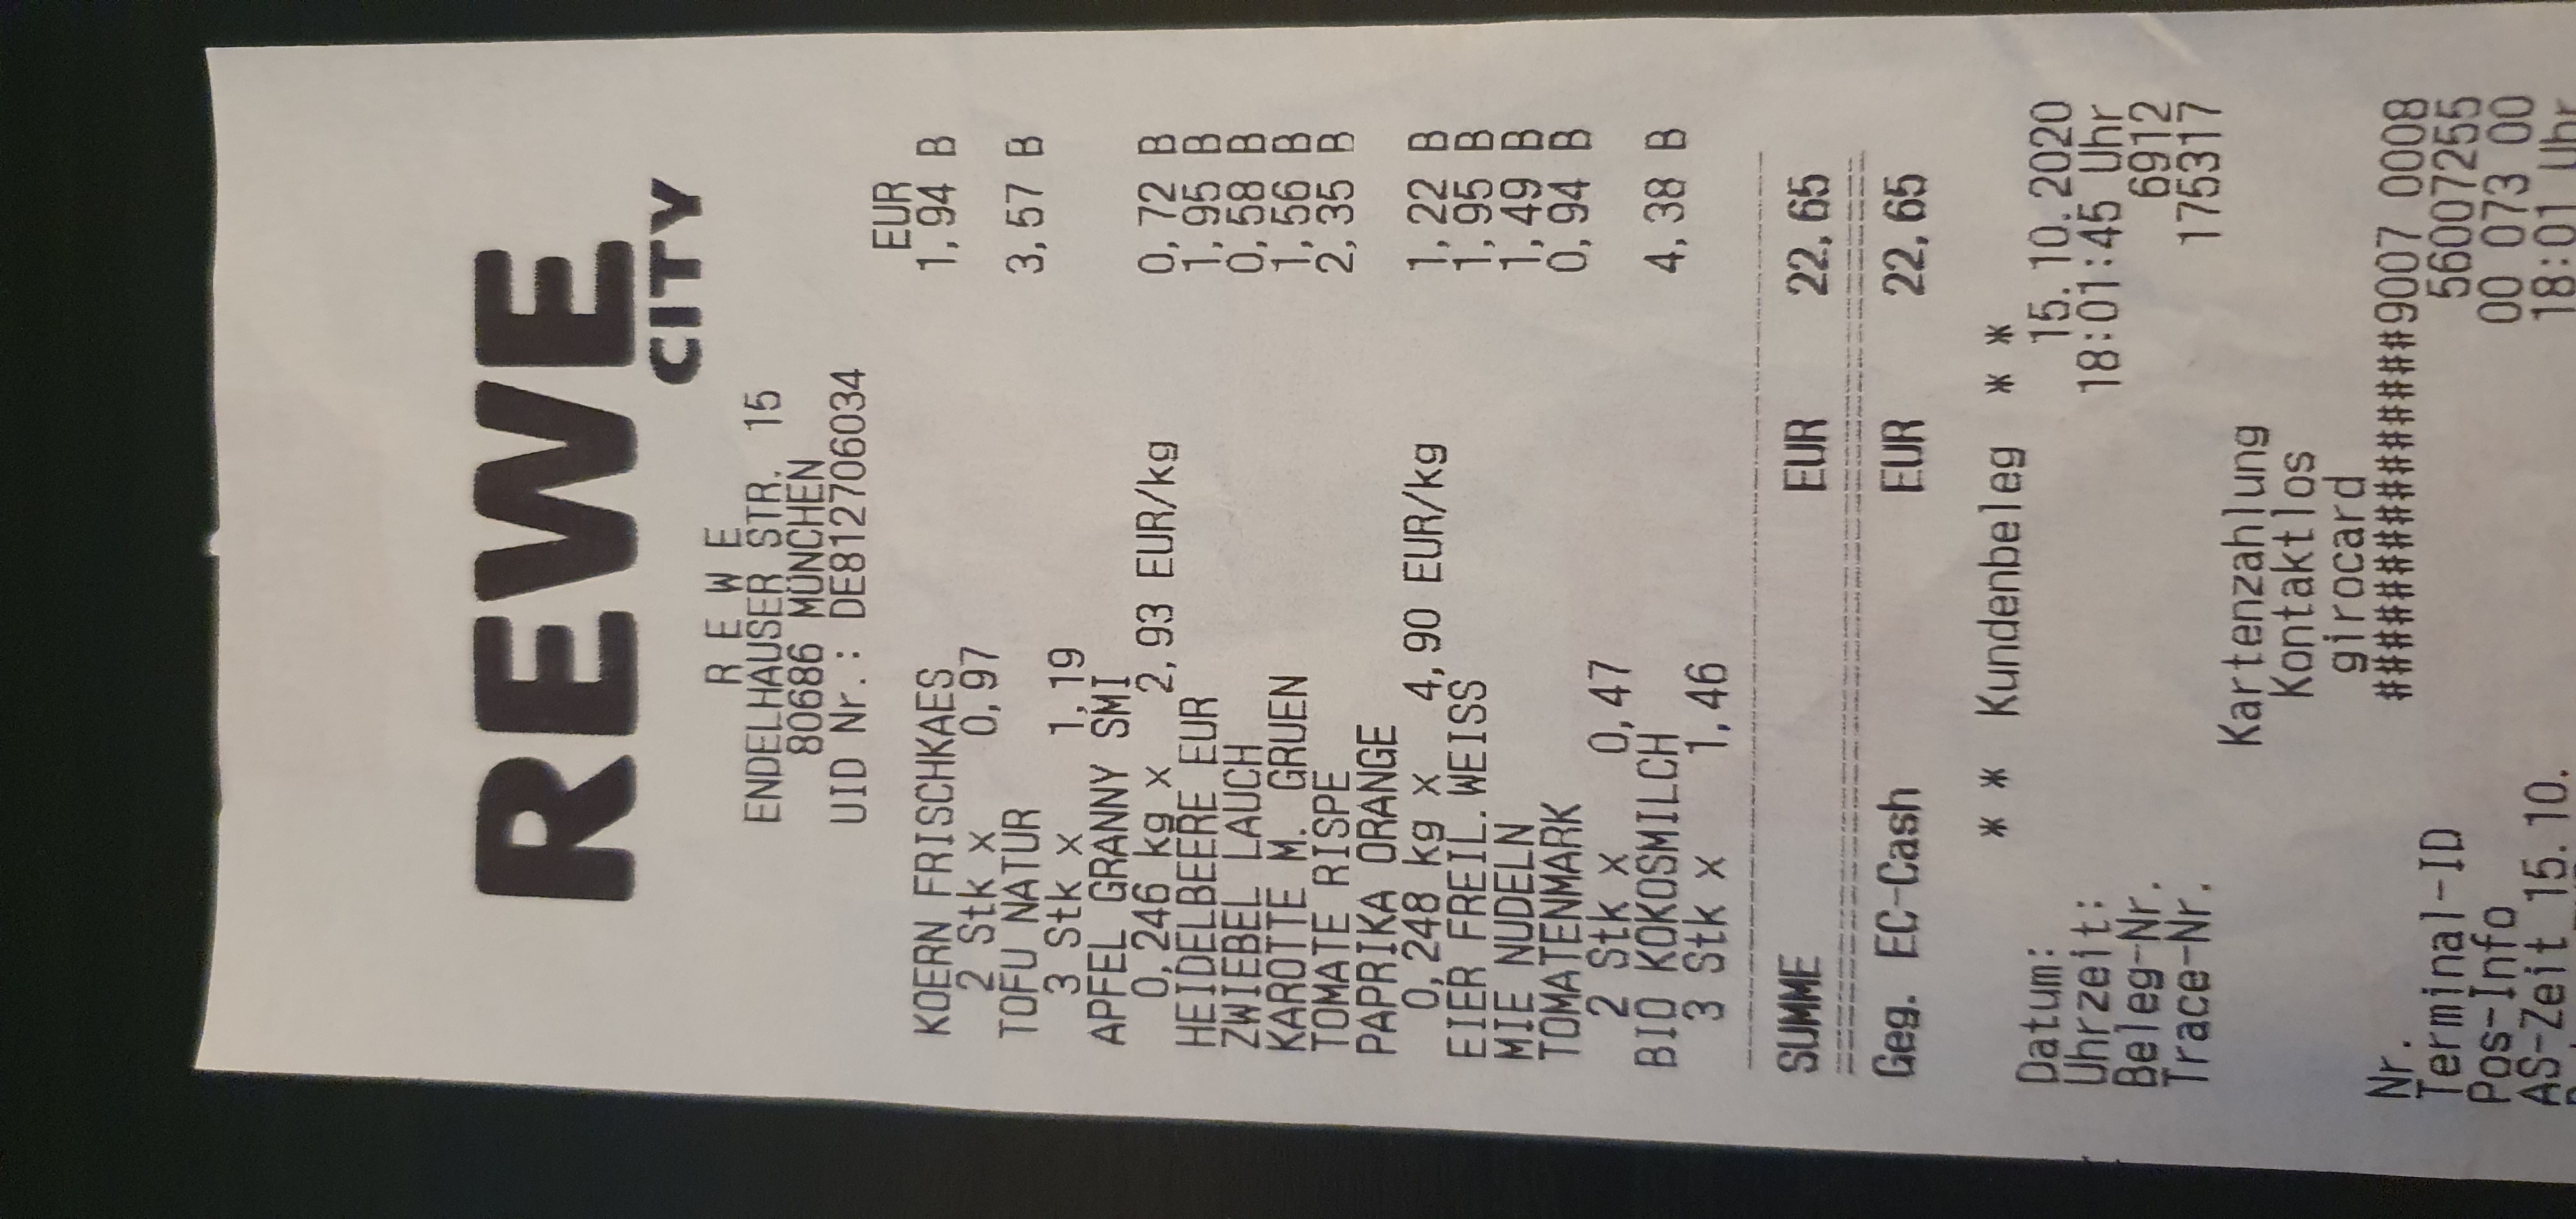 REWE
CITY
R E W E
ENDELHAUSER STR. 15
80686 MÜNCHEN
UID Nr.: DE812706034
EUR
KOERN FRISCHKAES 1,94 B
2 Stk x 0,97
TOFU NATUR 3,57 B
3 Stk x 1,19
APFEL GRANNY SMI
0,246 kg x 2,93 EUR/kg 0,72 B
HEIDELBEERE EUR 1,95 B
ZWIEBEL LAUCH 0,58 B
KAROTTE M. GRUEN 1,56 B
TOMATE RISPE 2,35 B
PAPRIKA ORANGE
0,248 kg x 4,90 EUR/kg 1,22 B
EIER FREIL.WEISS 1,95 B
MIE NUDELN 1,49 B
TOMATENMARK 0,94 B
2 Stk x 0,47
BIO KOKOSMILCH 4,38 B
3 Stk x 1,46
SUMME EUR 22,65
Geg. EC-Cash EUR 22,65
* * Kundenbeleg * *
Datum: 15.10.2020
Uhrzeit: 18:01:45 Uhr
Beleg-Nr. 6912
Trace-Nr. 175317
Kartenzahlung
Kontaktlos
girocard
Nr. ###############9007 0008
Terminal-ID 56007255
Pos-Info 00 073 00
AS-Zeit 15.10. 18:01 Uhr